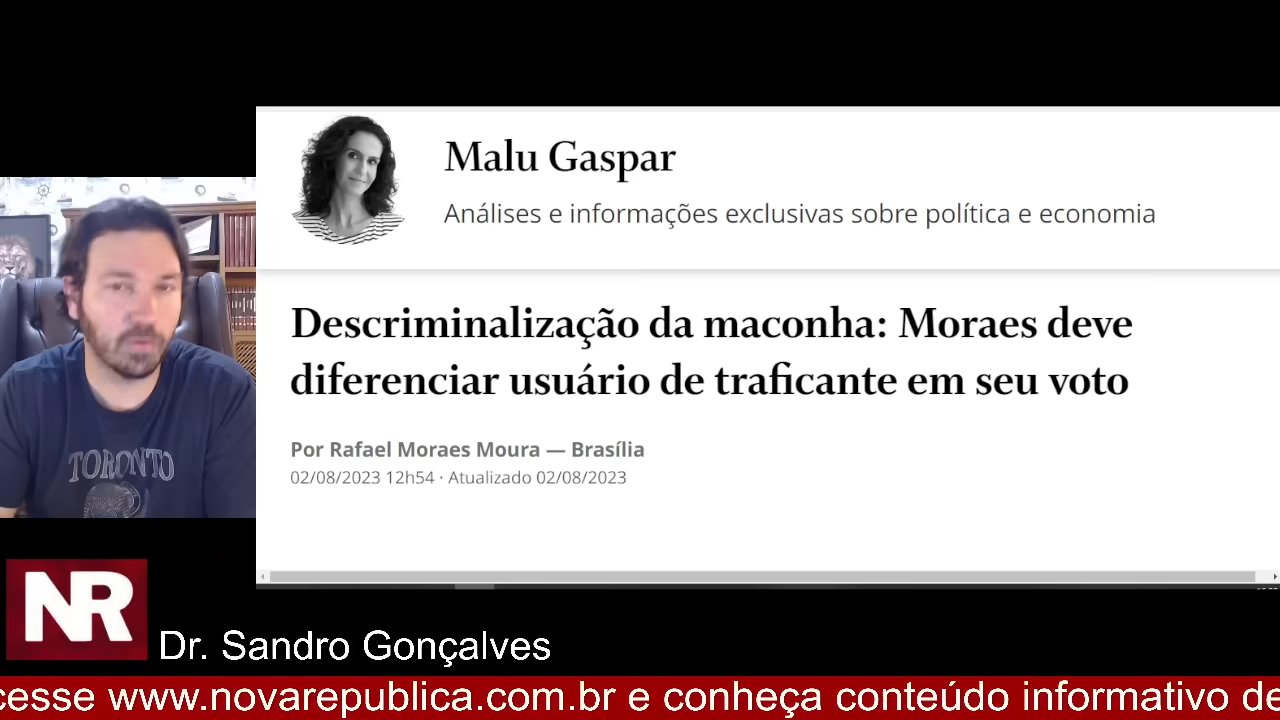 Malu Gaspar
Análises e informações exclusivas sobre política e economia
Descriminalização da maconha: Moraes deve
diferenciar usuário de traficante em seu voto
Por Rafael Moraes Moura — Brasília
02/08/2023 12h54 · Atualizado 02/08/2023
TORONTO
NR
Dr. Sandro Gonçalves
cesse www.novarepublica.com.br e conheça conteúdo informativo de